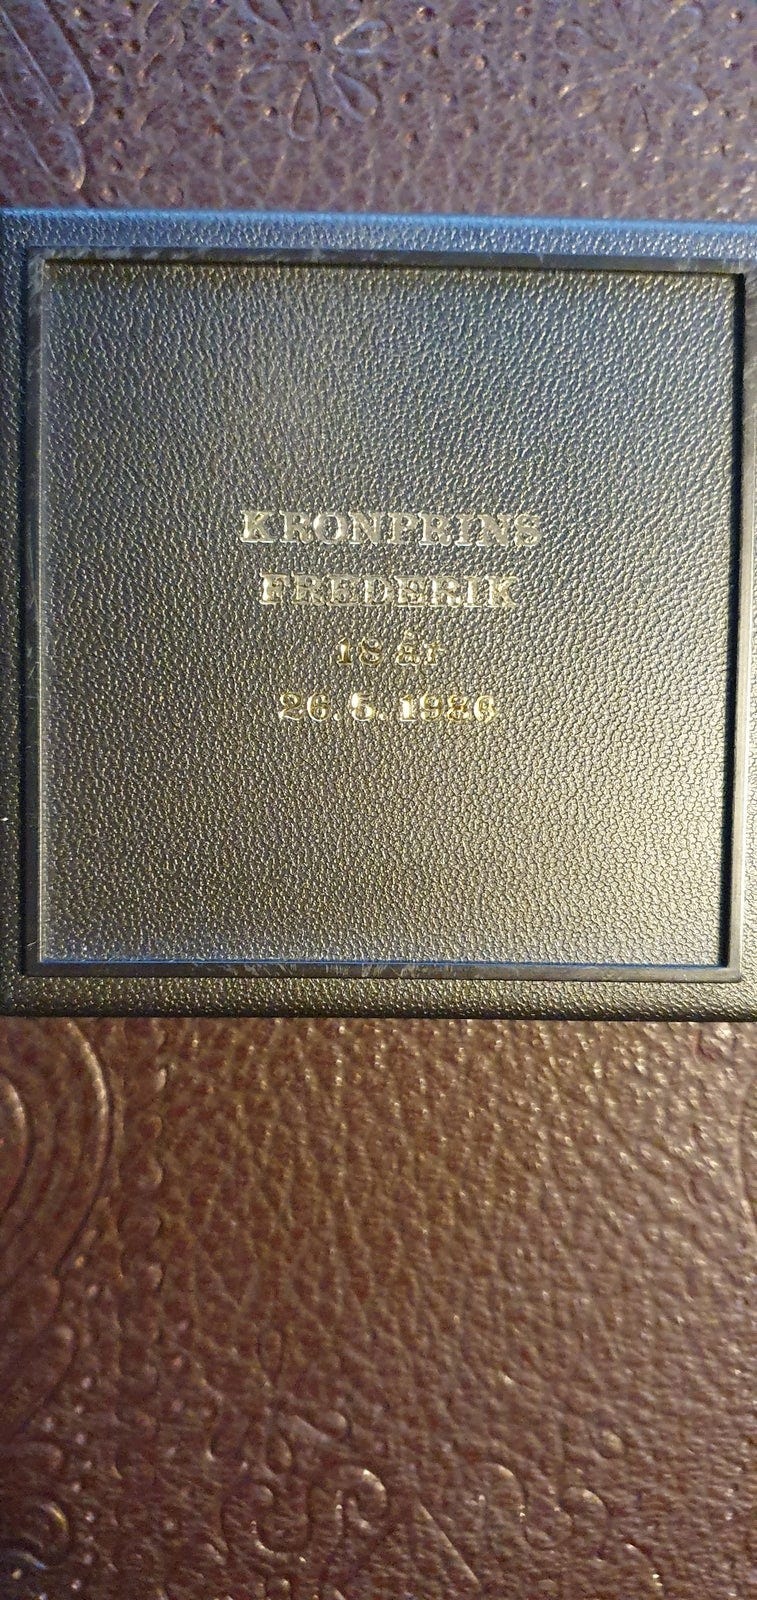 KRONPRINS
FREDERIK
18 år
26.5.1986